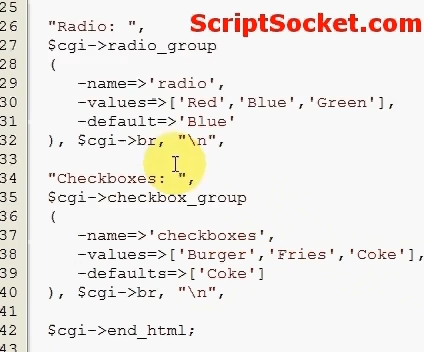 ScriptSocket.com
25
26 "Radio: ",
27 $cgi->radio_group
28 (
29 -name=>'radio',
30 -values=>['Red','Blue','Green'],
31 -default=>'Blue'
32 ), $cgi->br, "\n",
33
34 "Checkboxes: ",
35 $cgi->checkbox_group
36 (
37 -name=>'checkboxes',
38 -values=>['Burger','Fries','Coke'],
39 -defaults=>['Coke']
40 ), $cgi->br, "\n",
41
42 $cgi->end_html;
43